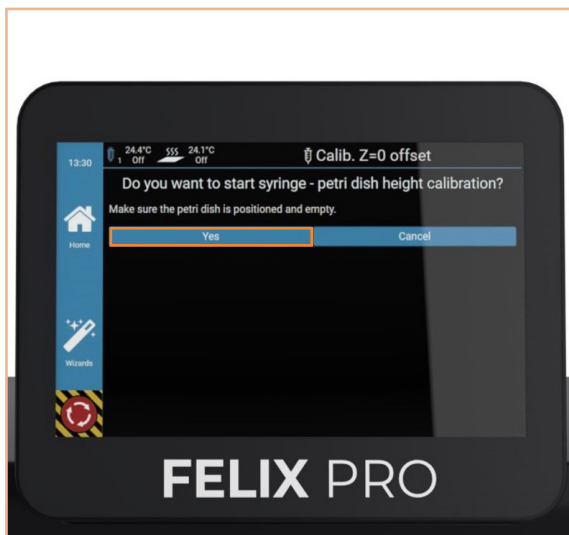 13:30
24.4°C 24.1°C
1 Off Off
Calib. Z=0 offset
Do you want to start syringe - petri dish height calibration?
Make sure the petri dish is positioned and empty.
Yes Cancel
Home
Wizards
FELIX PRO